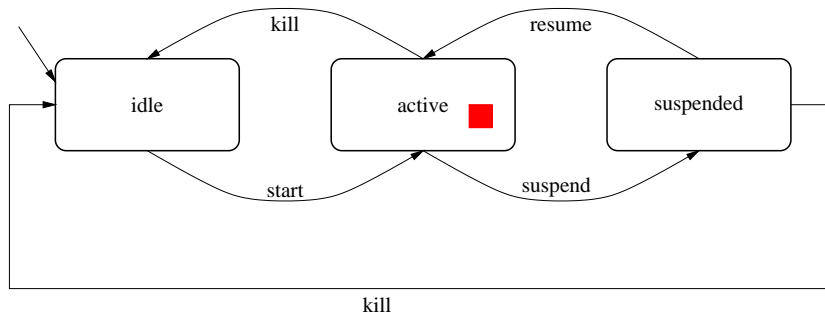 kill
resume
idle
active
suspended
start
suspend
kill